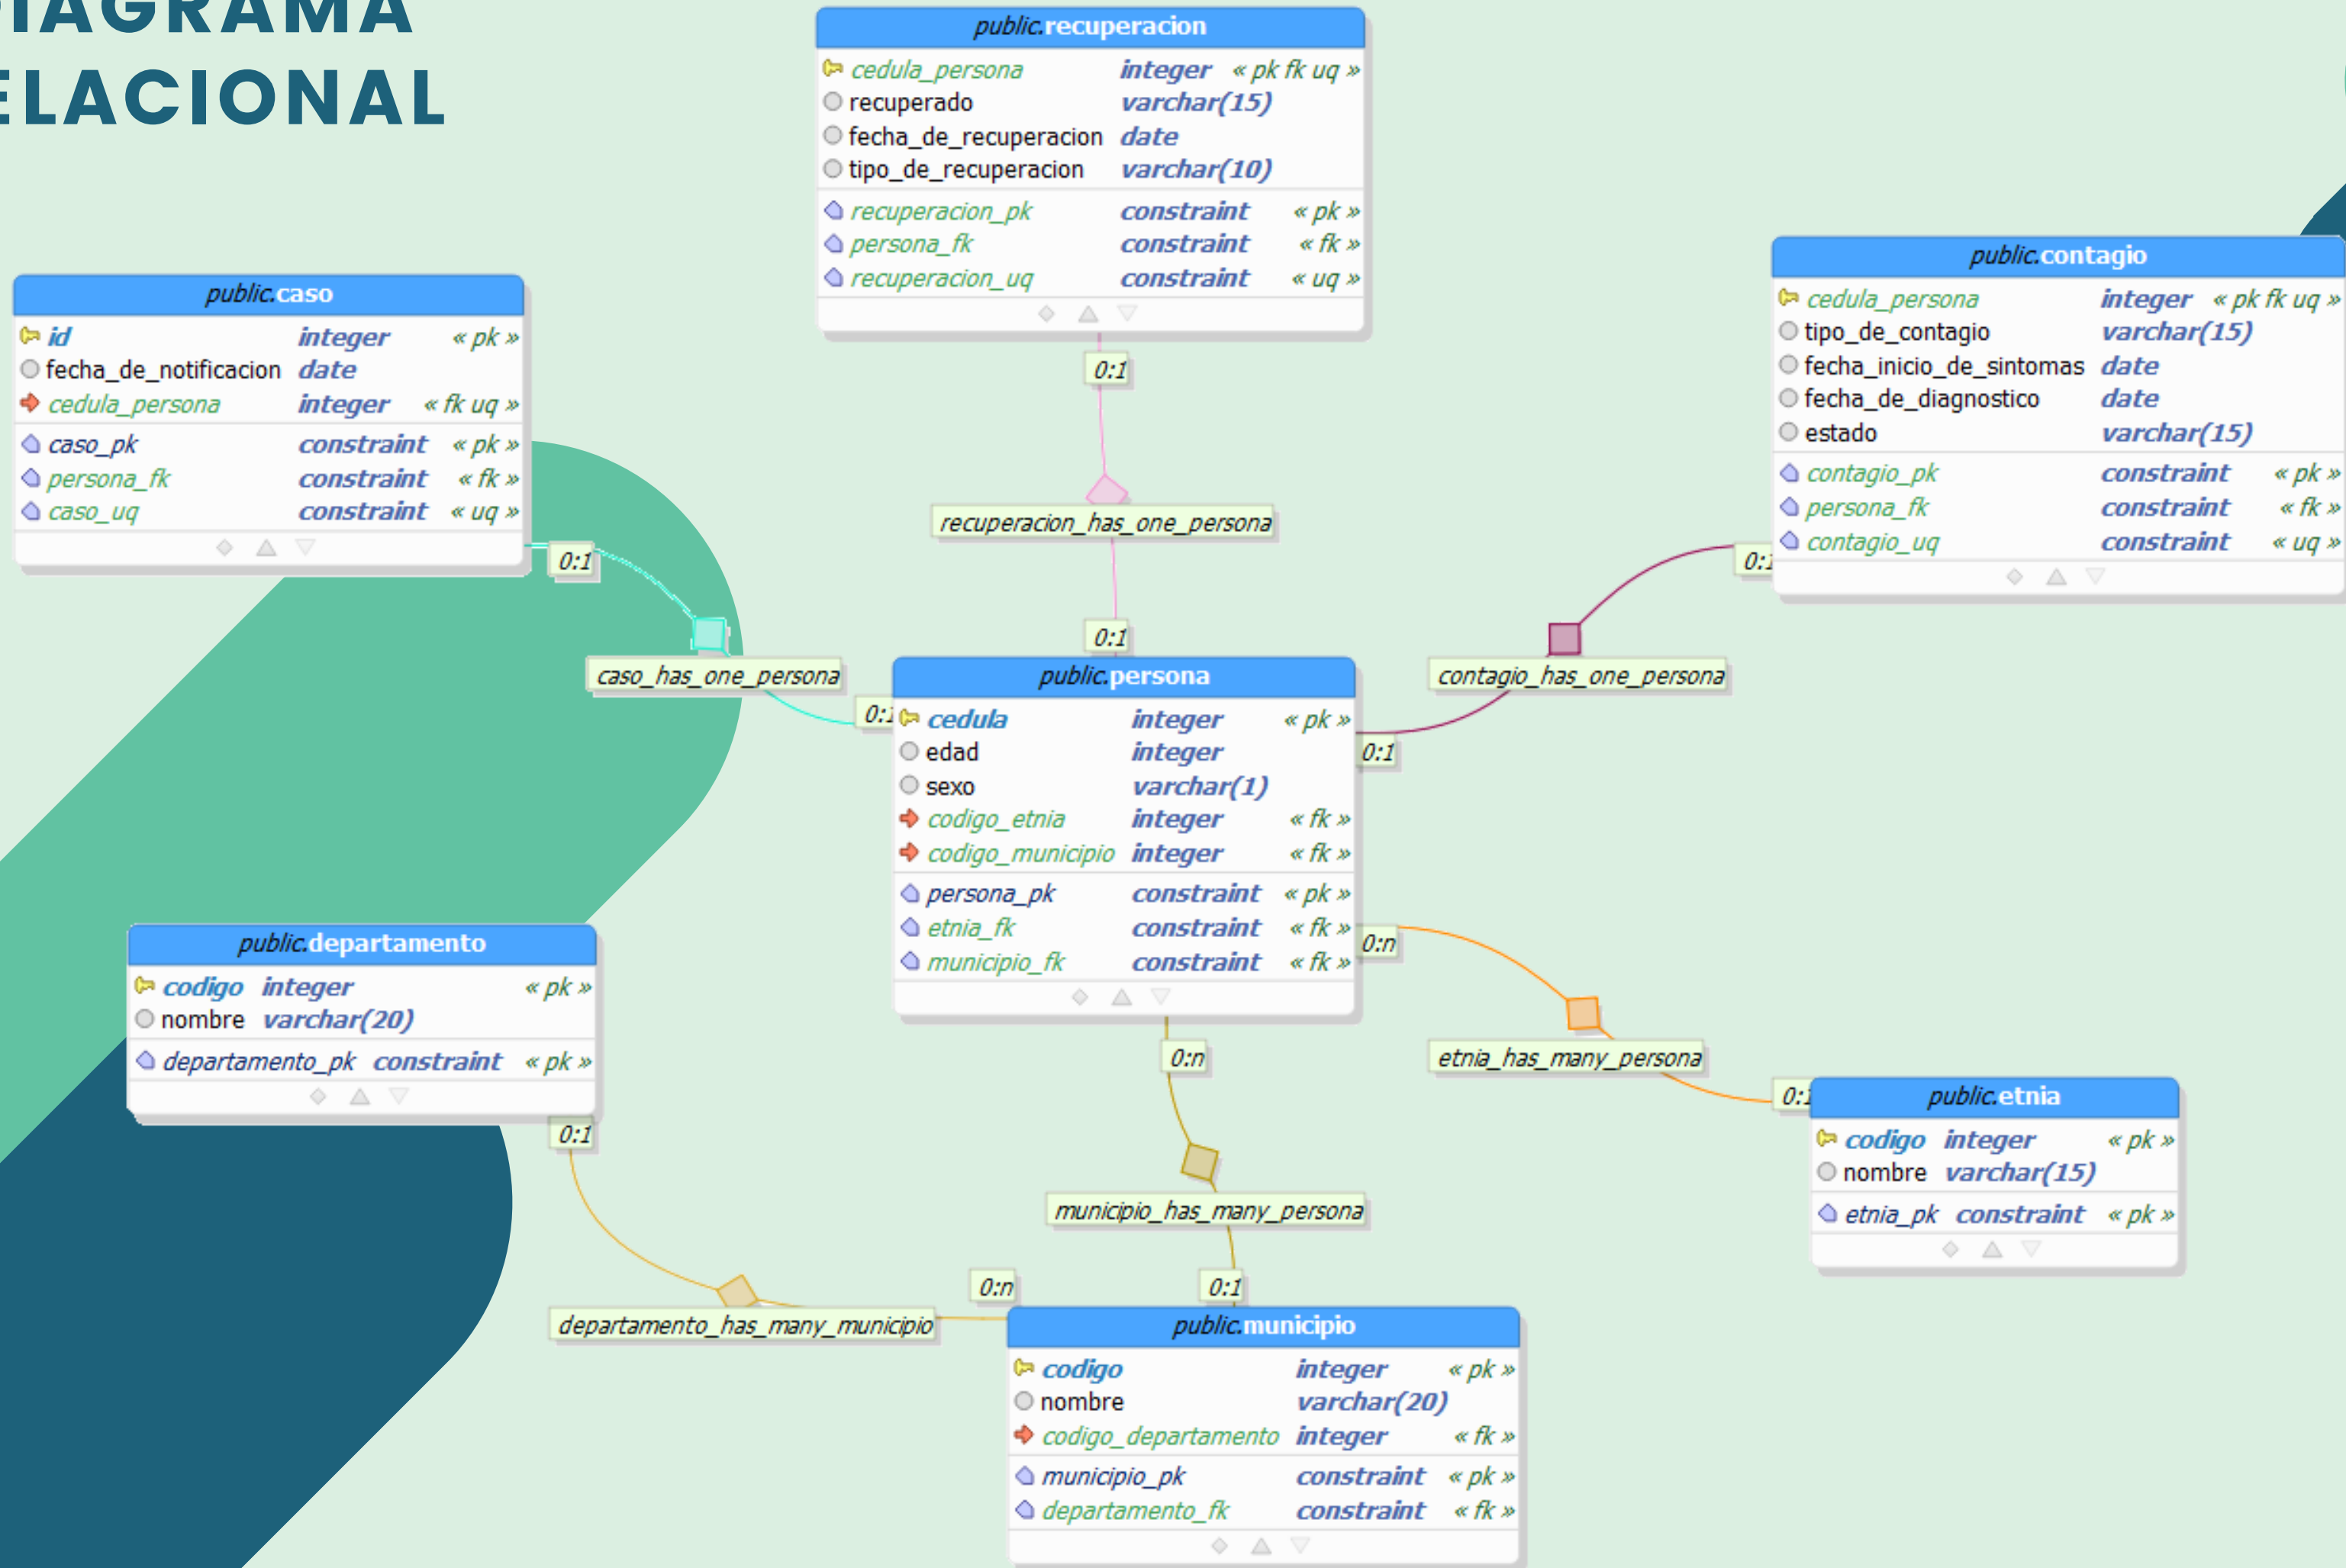 DIAGRAMA
RELACIONAL
public.recuperacion
cedula_persona integer « pk fk uq »
recuperado varchar(15)
fecha_de_recuperacion date
tipo_de_recuperacion varchar(10)
recuperacion_pk constraint « pk »
persona_fk constraint « fk »
recuperacion_uq constraint « uq »
public.caso
id integer « pk »
fecha_de_notificacion date
cedula_persona integer « fk uq »
caso_pk constraint « pk »
persona_fk constraint « fk »
caso_uq constraint « uq »
public.contagio
cedula_persona integer « pk fk uq »
tipo_de_contagio varchar(15)
fecha_inicio_de_sintomas date
fecha_de_diagnostico date
estado varchar(15)
contagio_pk constraint « pk »
persona_fk constraint « fk »
contagio_uq constraint « uq »
0:1
recuperacion_has_one_persona
0:1
0:1
caso_has_one_persona
0:1
0:1
contagio_has_one_persona
0:1
public.persona
cedula integer « pk »
edad integer
sexo varchar(1)
codigo_etnia integer « fk »
codigo_municipio integer « fk »
persona_pk constraint « pk »
etnia_fk constraint « fk »
municipio_fk constraint « fk »
public.departamento
codigo integer « pk »
nombre varchar(20)
departamento_pk constraint « pk »
0:n
etnia_has_many_persona
0:1
public.etnia
codigo integer « pk »
nombre varchar(15)
etnia_pk constraint « pk »
0:n
municipio_has_many_persona
0:1
0:1
departamento_has_many_municipio
0:n
public.municipio
codigo integer « pk »
nombre varchar(20)
codigo_departamento integer « fk »
municipio_pk constraint « pk »
departamento_fk constraint « fk »